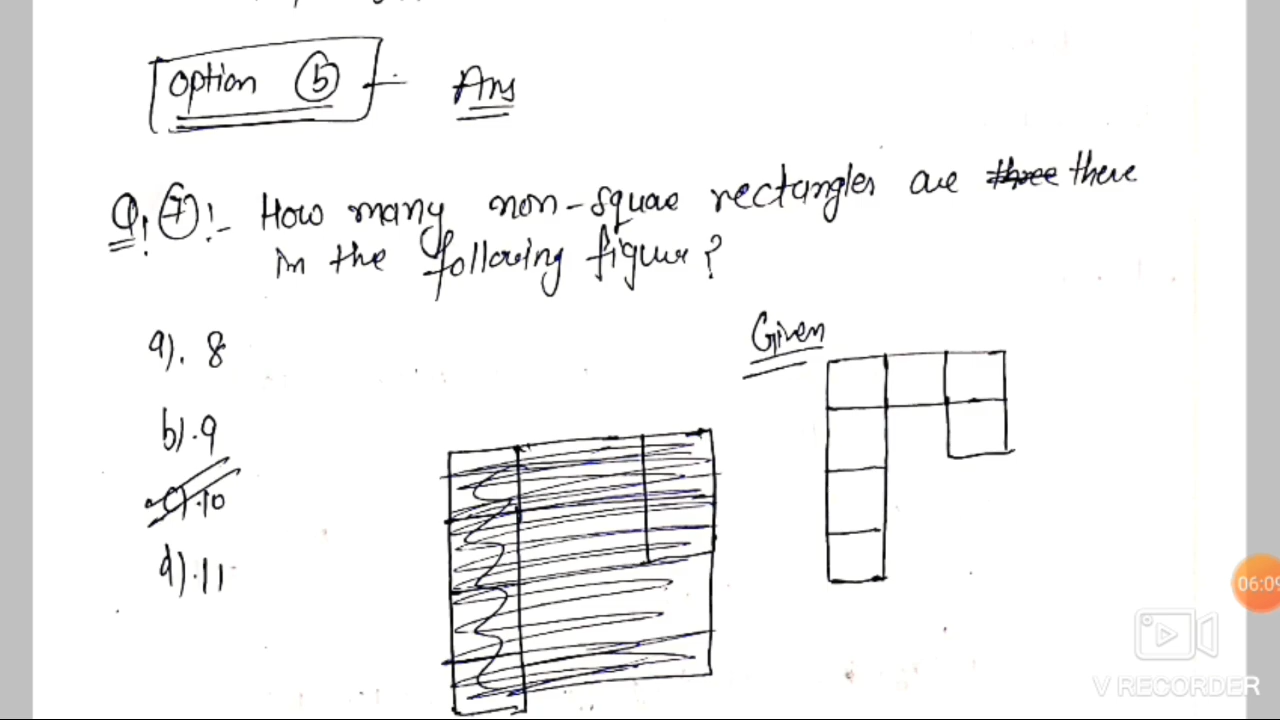 option (b) Ans
Q. (7) :- How many non-square rectangles are three there
in the following figure?
a). 8
Given
b). 9
c). 10
d). 11
06:09
V RECORDER